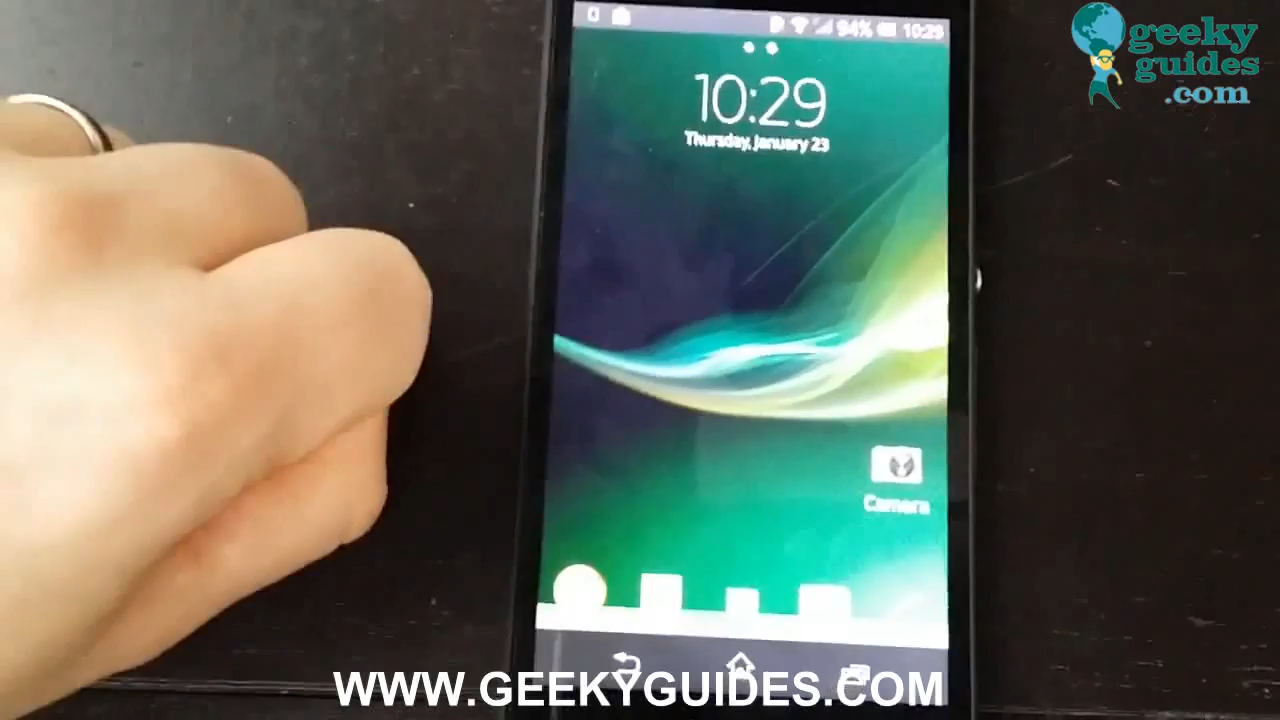 94% 10:29
10:29
Thursday, January 23
Camera
geeky
guides
.com
WWW.GEEKYGUIDES.COM